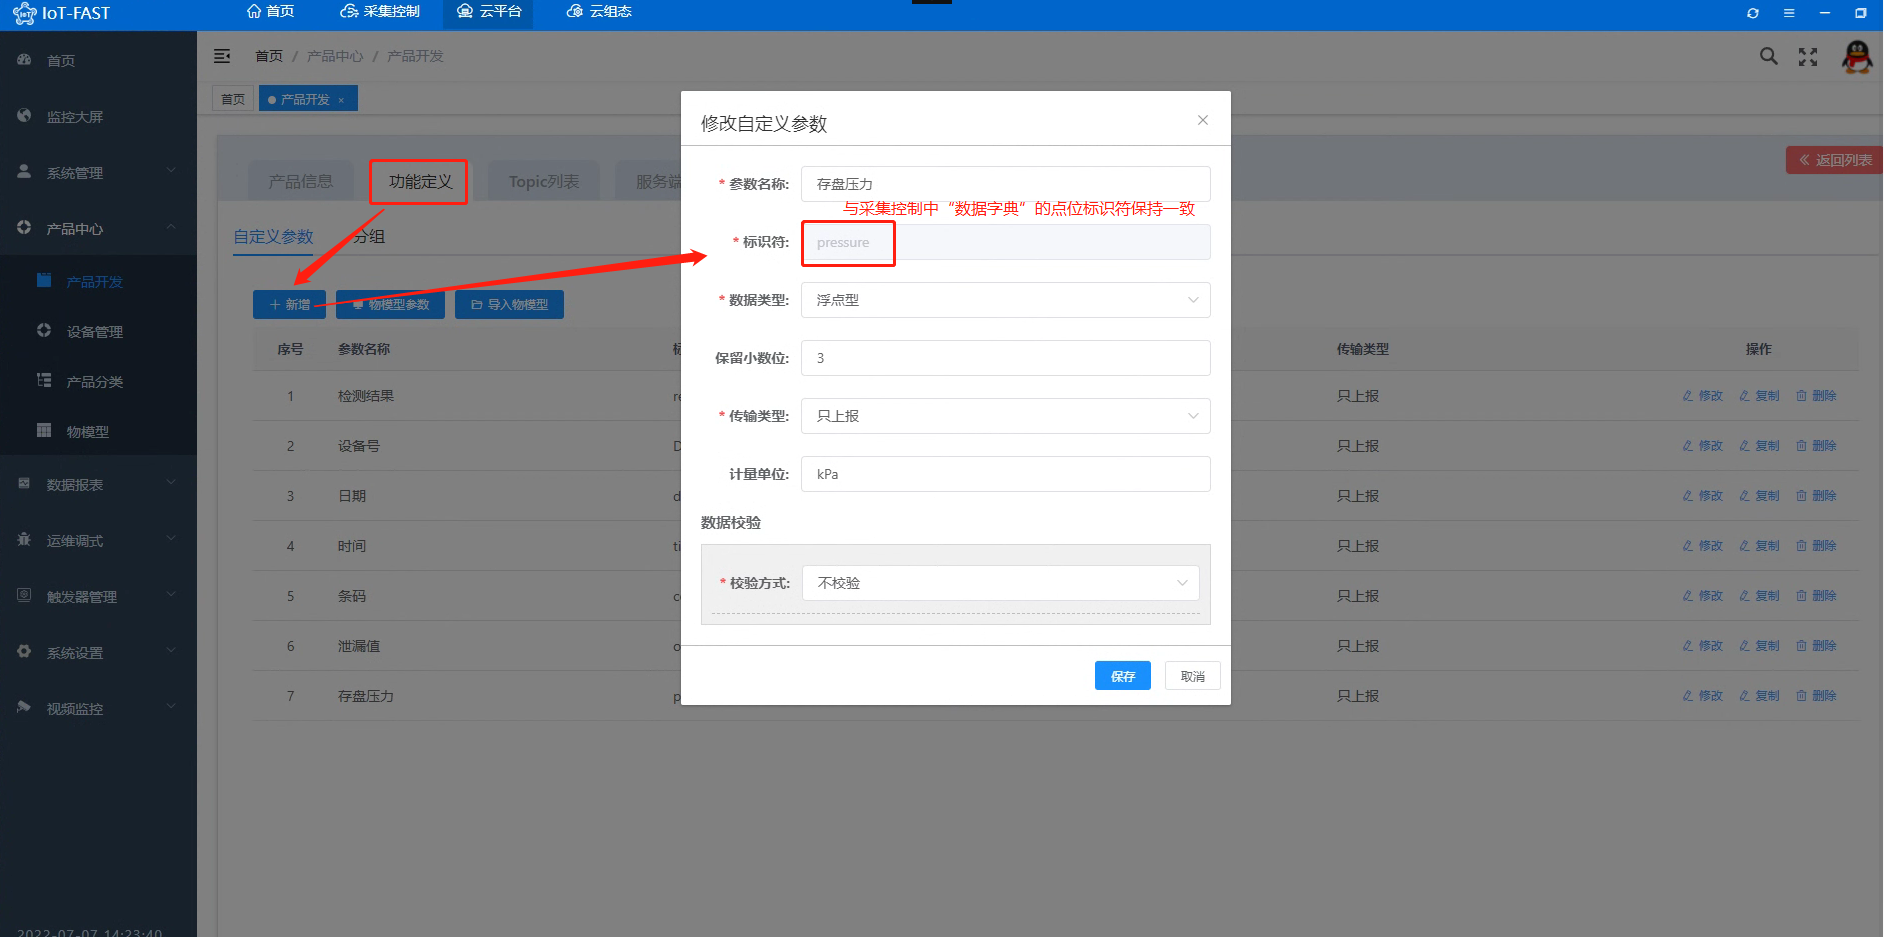 IoT-FAST
首页
采集控制
云平台
云组态
首页
监控大屏
系统管理
产品中心
产品开发
设备管理
产品分类
物模型
数据报表
运维调式
触发器管理
系统设置
视频监控
2022-07-07 14:23:40
首页 / 产品中心 / 产品开发
首页
产品开发 ×
产品信息
功能定义
Topic列表
服务端
返回列表
自定义参数
分组
新增
物模型参数
导入物模型
序号 参数名称 传输类型 操作
1 检测结果 re 只上报 修改 复制 删除
2 设备号 D 只上报 修改 复制 删除
3 日期 d 只上报 修改 复制 删除
4 时间 ti 只上报 修改 复制 删除
5 条码 c 只上报 修改 复制 删除
6 泄漏值 o 只上报 修改 复制 删除
7 存盘压力 p 只上报 修改 复制 删除
修改自定义参数
* 参数名称: 存盘压力
与采集控制中“数据字典”的点位标识符保持一致
* 标识符: pressure
* 数据类型: 浮点型
保留小数位: 3
* 传输类型: 只上报
计量单位: kPa
数据校验
* 校验方式: 不校验
保存
取消